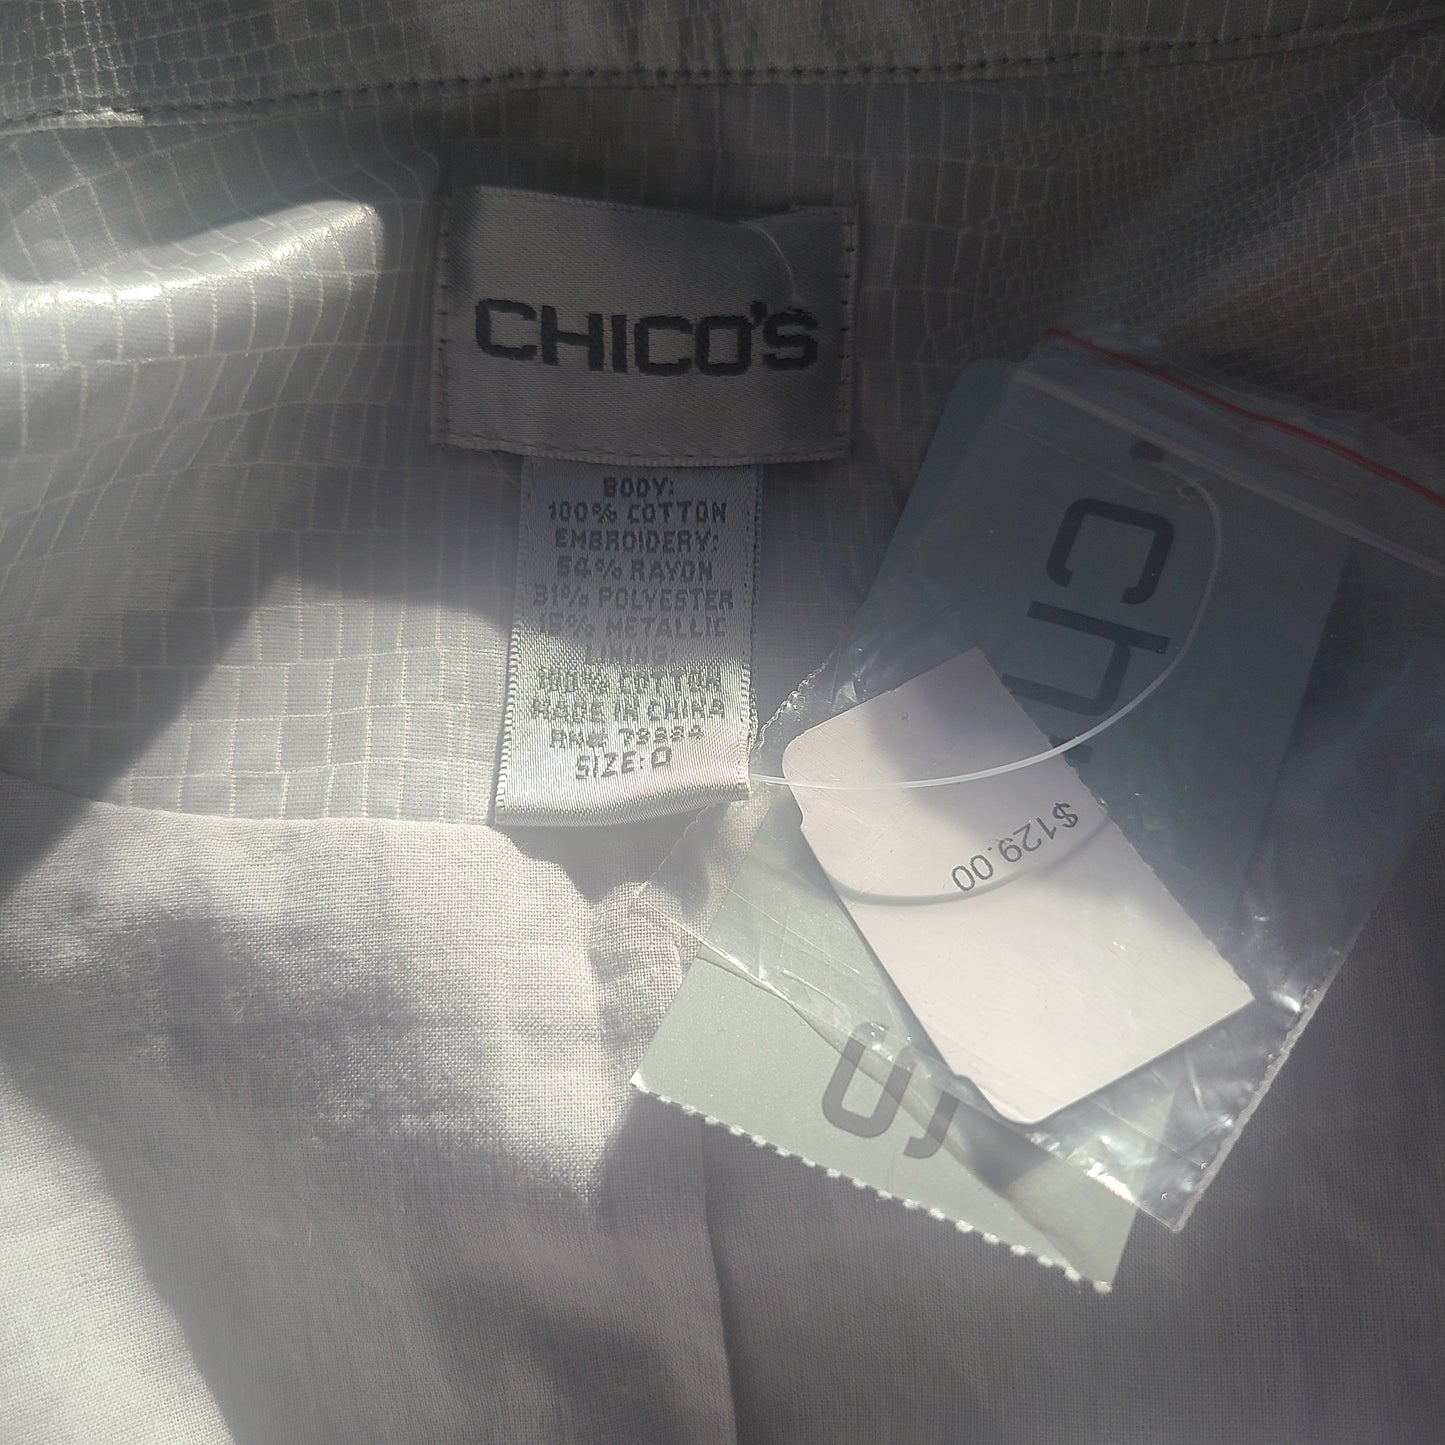 CHICO'S
BODY:
100% COTTON
EMBROIDERY:
54% RAYON
31% POLYESTER
15% METALLIC
LINING:
100% COTTON
MADE IN CHINA
RN#
SIZE: 0
$129.00